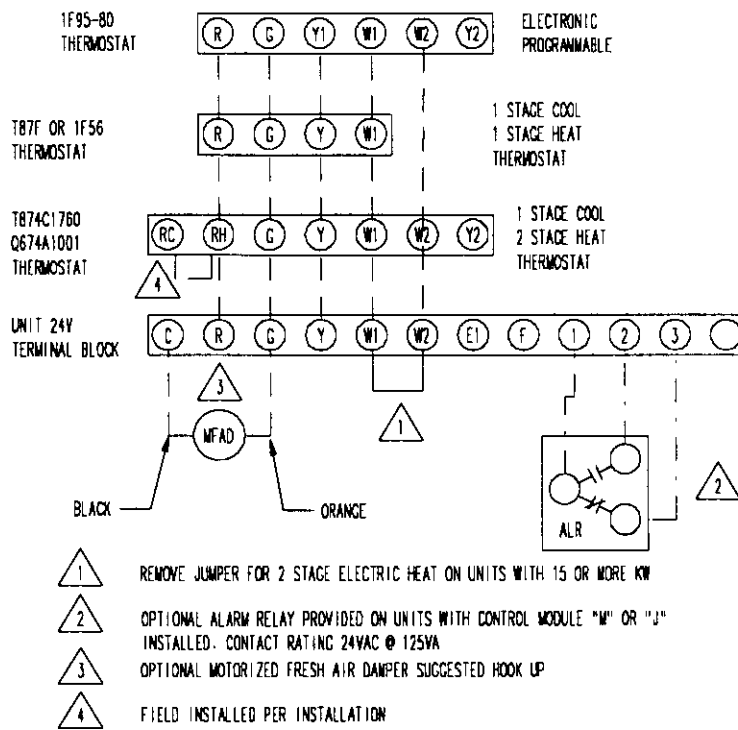 1F95-80
THERMOSTAT
R G Y1 W1 W2 Y2
ELECTRONIC
PROGRAMMABLE
T87F OR 1F56
THERMOSTAT
R G Y W1
1 STAGE COOL
1 STAGE HEAT
THERMOSTAT
T874C1760
Q674A1001
THERMOSTAT
RC RH G Y W1 W2 Y2
1 STAGE COOL
2 STAGE HEAT
THERMOSTAT
4
UNIT 24V
TERMINAL BLOCK
C R G Y W1 W2 E1 F 1 2 3
3
MFAD
1
BLACK
ORANGE
ALR
2
1 REMOVE JUMPER FOR 2 STAGE ELECTRIC HEAT ON UNITS WITH 15 OR MORE KW
2 OPTIONAL ALARM RELAY PROVIDED ON UNITS WITH CONTROL MODULE "M" OR "J"
INSTALLED. CONTACT RATING 24VAC @ 125VA
3 OPTIONAL MOTORIZED FRESH AIR DAMPER SUGGESTED HOOK UP
4 FIELD INSTALLED PER INSTALLATION